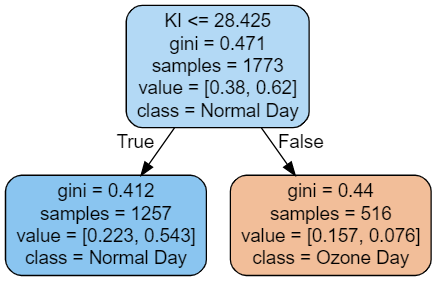 KI <= 28.425
gini = 0.471
samples = 1773
value = [0.38, 0.62]
class = Normal Day
True
False
gini = 0.412
samples = 1257
value = [0.223, 0.543]
class = Normal Day
gini = 0.44
samples = 516
value = [0.157, 0.076]
class = Ozone Day